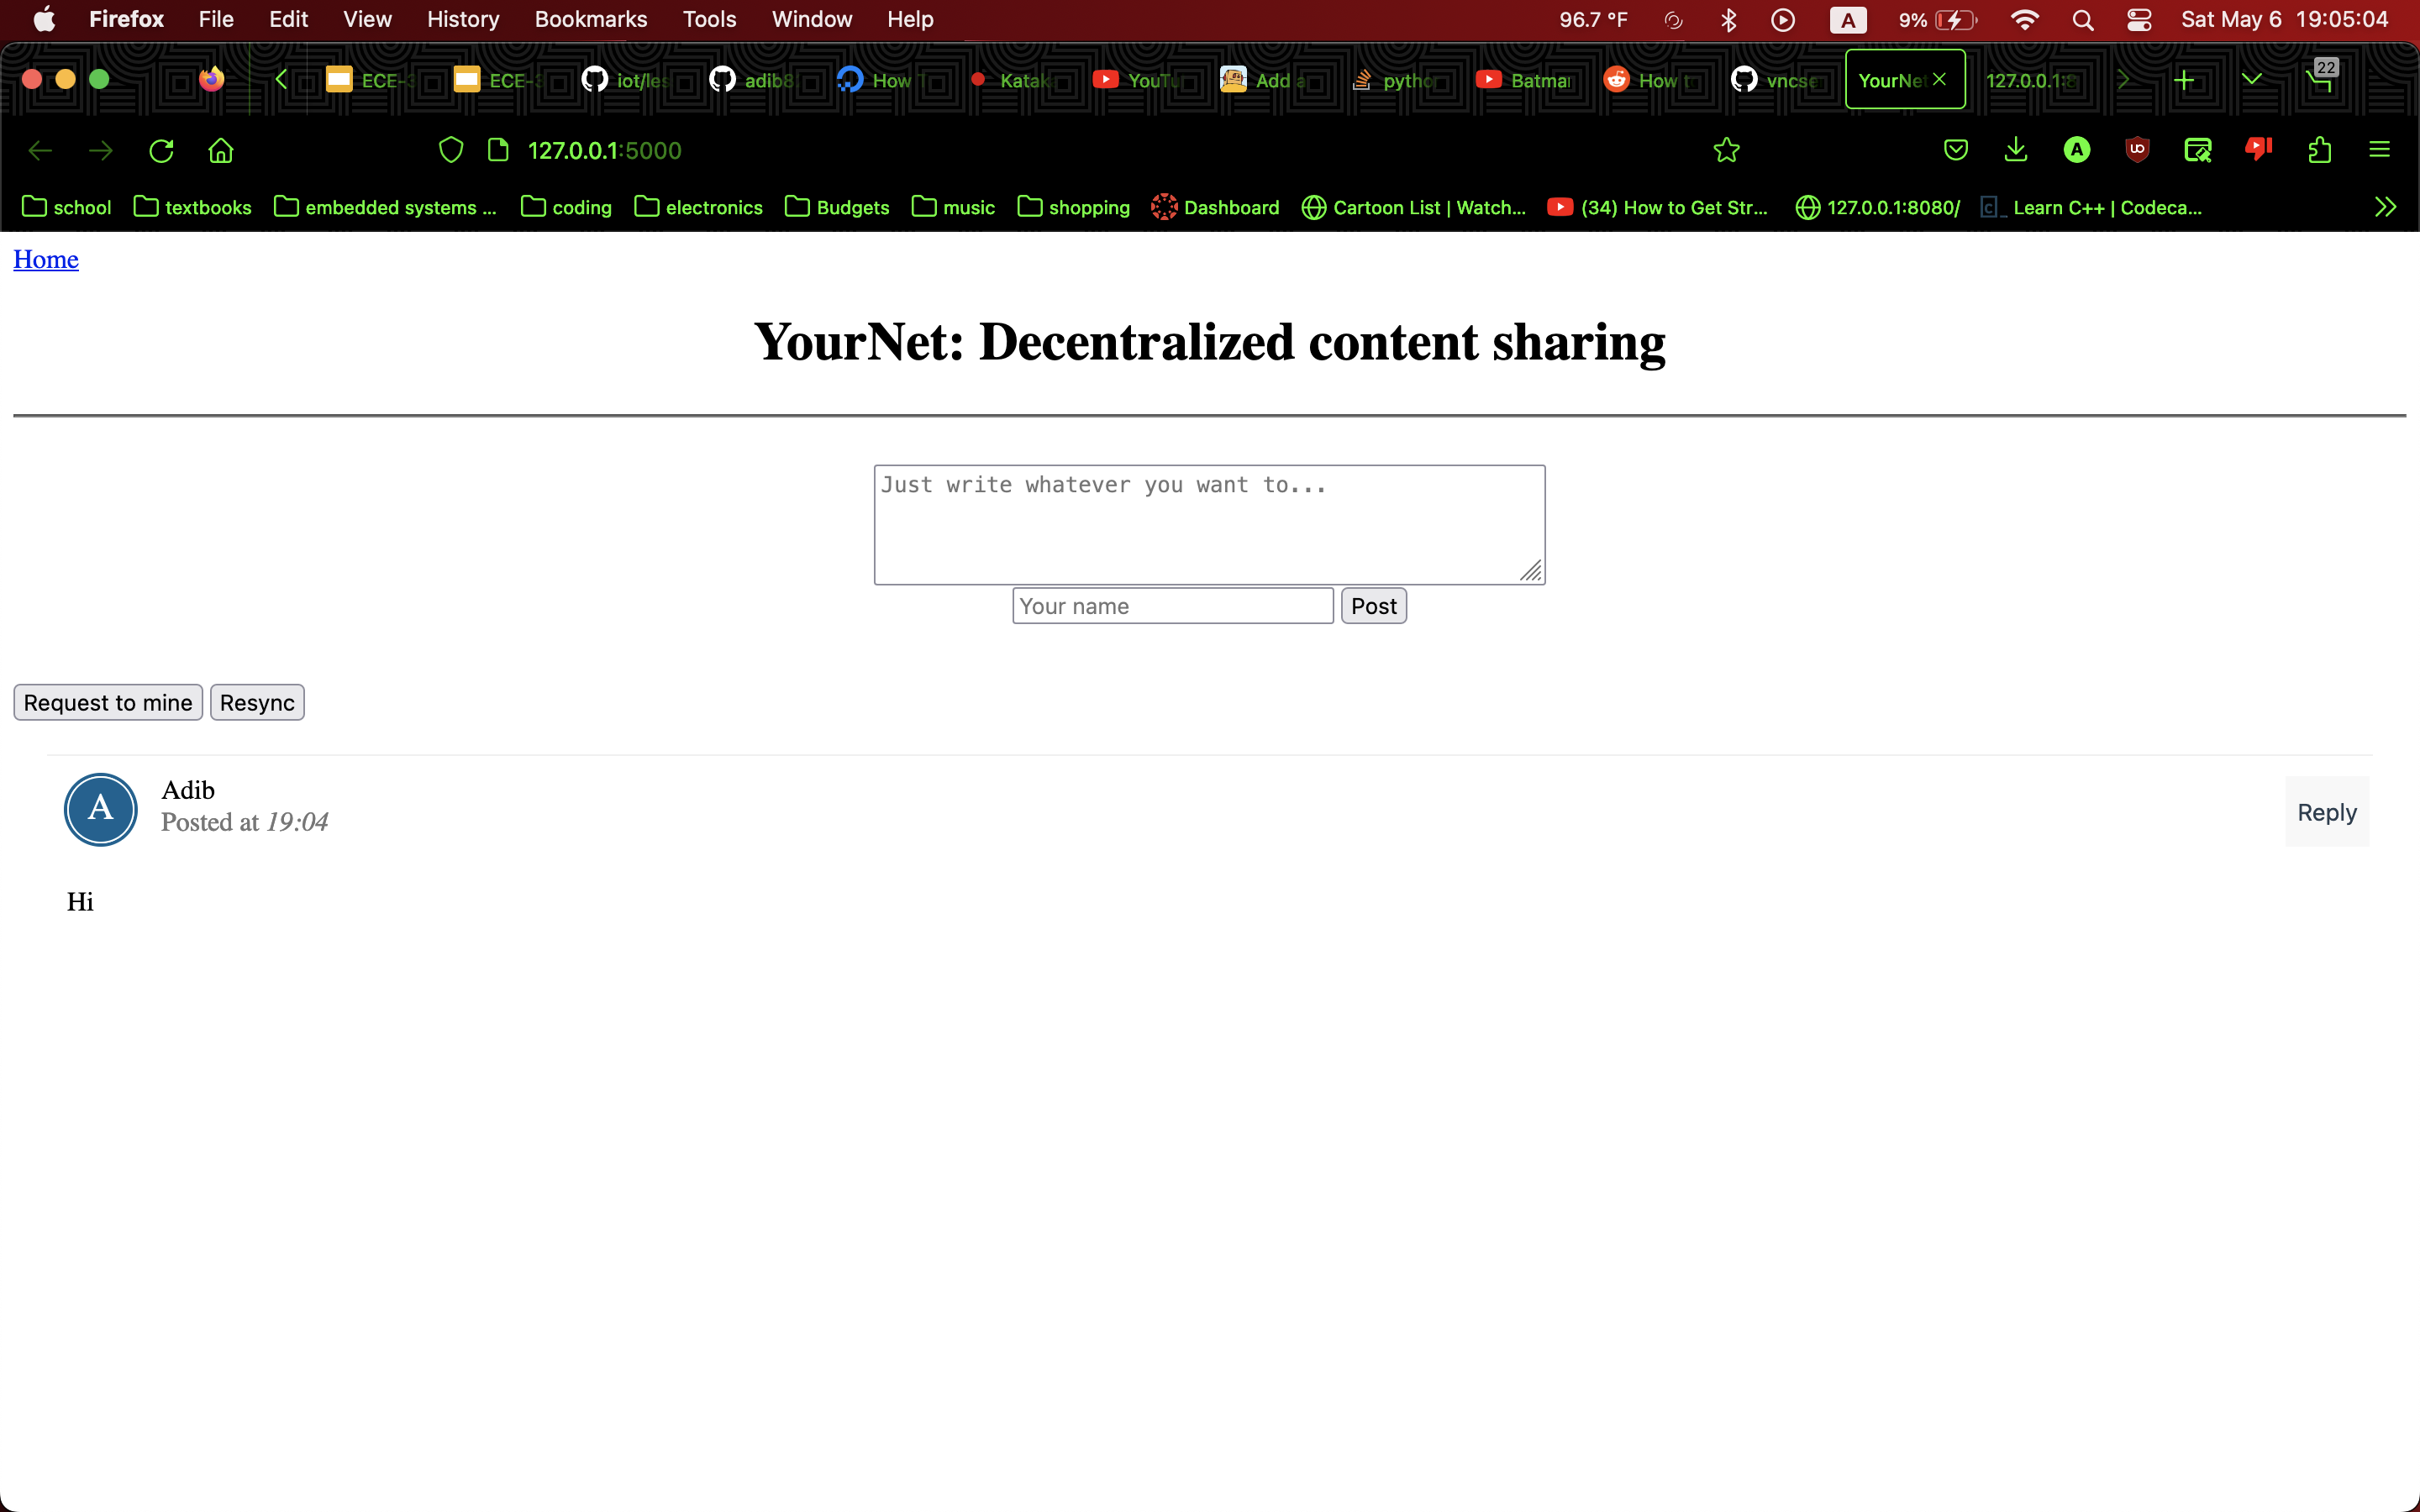 Firefox File Edit View History Bookmarks Tools Window Help 96.7 °F A 9% Sat May 6 19:05:04
ECE-3 ECE-3 iot/les adib8 How T Katak YouTu Add a pytho Batma How t vncse YourNet 127.0.0.1:8 22
127.0.0.1:5000 A
school textbooks embedded systems ... coding electronics Budgets music shopping Dashboard Cartoon List | Watch... (34) How to Get Str... 127.0.0.1:8080/ Learn C++ | Codeca...
Home
YourNet: Decentralized content sharing
Just write whatever you want to...
Your name Post
Request to mine Resync
A Adib
Posted at 19:04
Reply
Hi